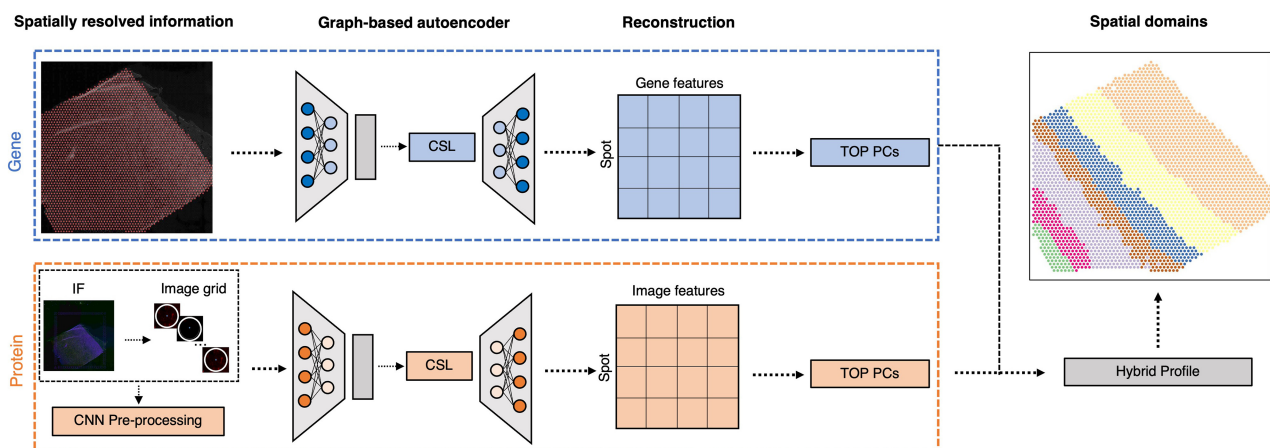 Spatially resolved information
Graph-based autoencoder
Reconstruction
Spatial domains
Gene
CSL
Gene features
Spot
TOP PCs
Protein
IF
Image grid
...
CNN Pre-processing
CSL
Image features
Spot
TOP PCs
Hybrid Profile